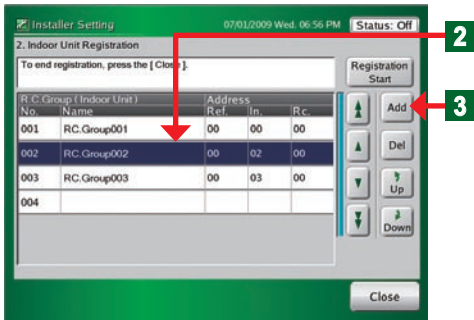 Installer Setting 07/01/2009 Wed. 06:56 PM Status: Off
2. Indoor Unit Registration
To end registration, press the [ Close ].
Registration Start
R.C.Group ( Indoor Unit ) Address
No. Name Ref. In. Rc.
001 RC.Group001 00 00 00
002 RC.Group002 00 02 00
003 RC.Group003 00 03 00
004
Add
Del
Up
Down
Close
2
3